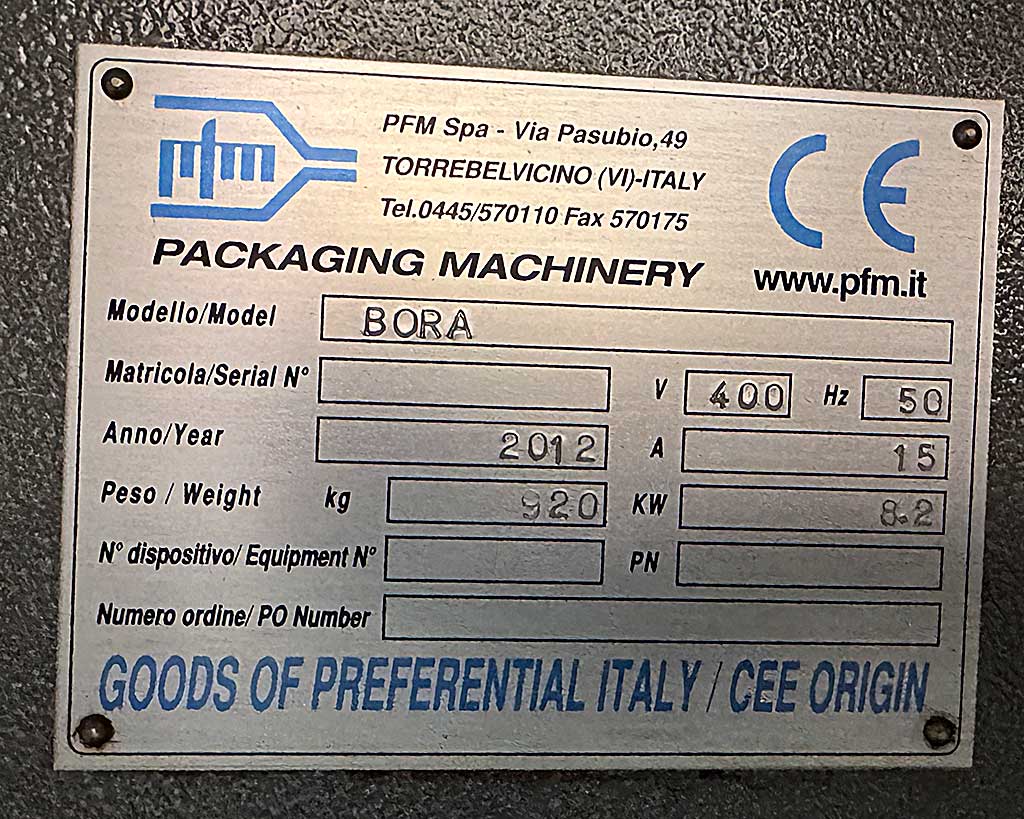 pfm
PFM Spa - Via Pasubio,49
TORREBELVICINO (VI)-ITALY
Tel.0445/570110 Fax 570175
CE
PACKAGING MACHINERY
www.pfm.it
Modello/Model BORA
Matricola/Serial N° V 400 Hz 50
Anno/Year 2012 A 15
Peso / Weight kg 920 KW 8.2
N° dispositivo/ Equipment N° PN
Numero ordine/ PO Number
GOODS OF PREFERENTIAL ITALY / CEE ORIGIN